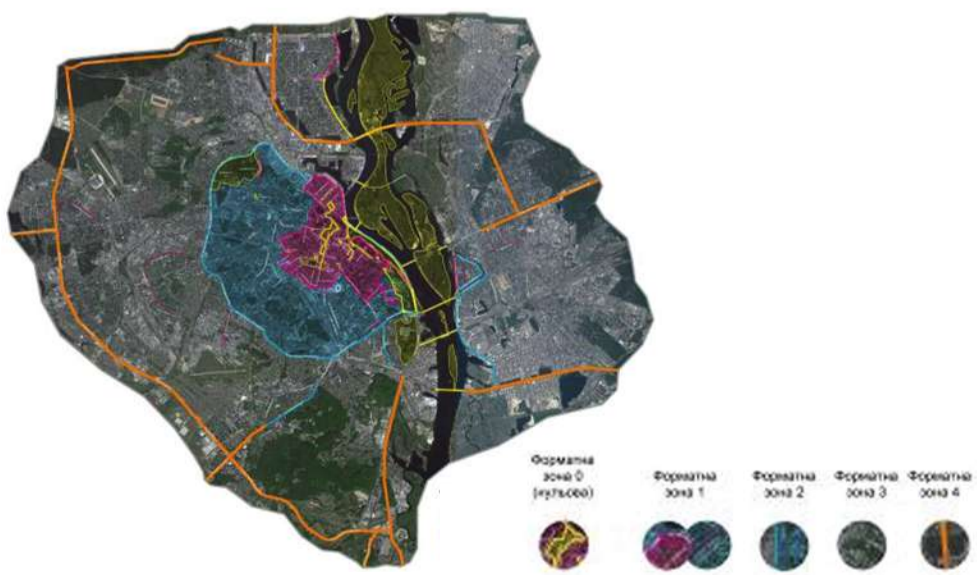 Форматна
зона 0
(нульова)
Форматна
зона 1
Форматна
зона 2
Форматна
зона 3
Форматна
зона 4